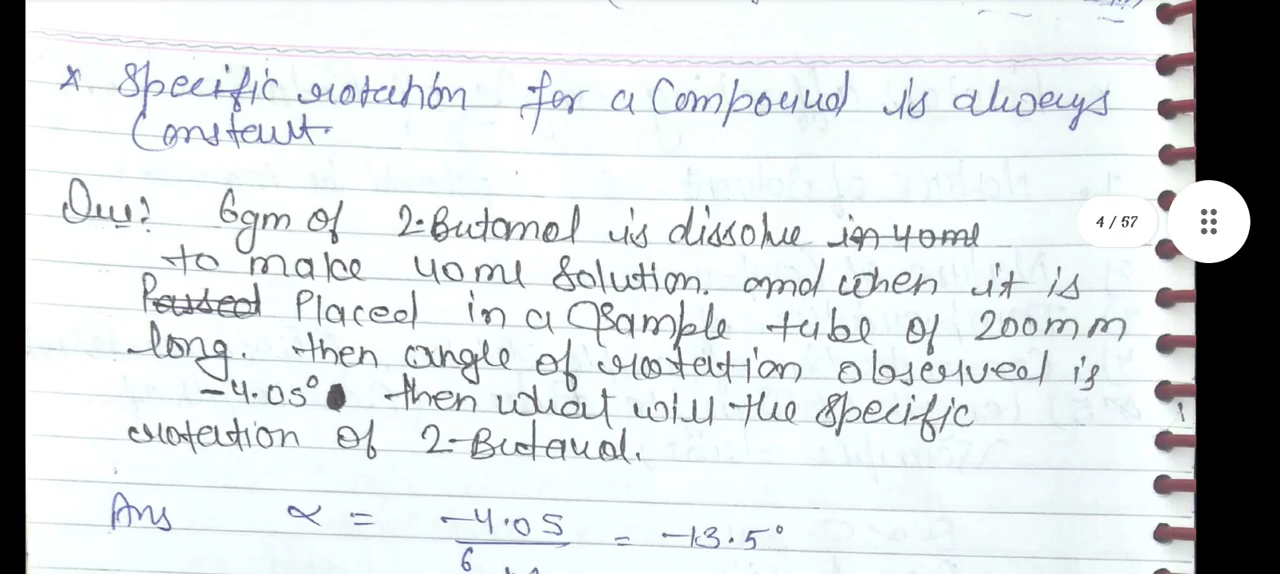 * Specific rotation for a Compound is always
Constant.
4 / 57
Que? 6gm of 2-Butanol is dissolve in 40ml
to make 40ml solution. and when it is
Passed Placed in a Sample tube of 200mm
long. then angle of rotation observed is
-4.05° then what will the specific
rotation of 2-Butanol.
Ans α = -4.05 = -13.5°
6